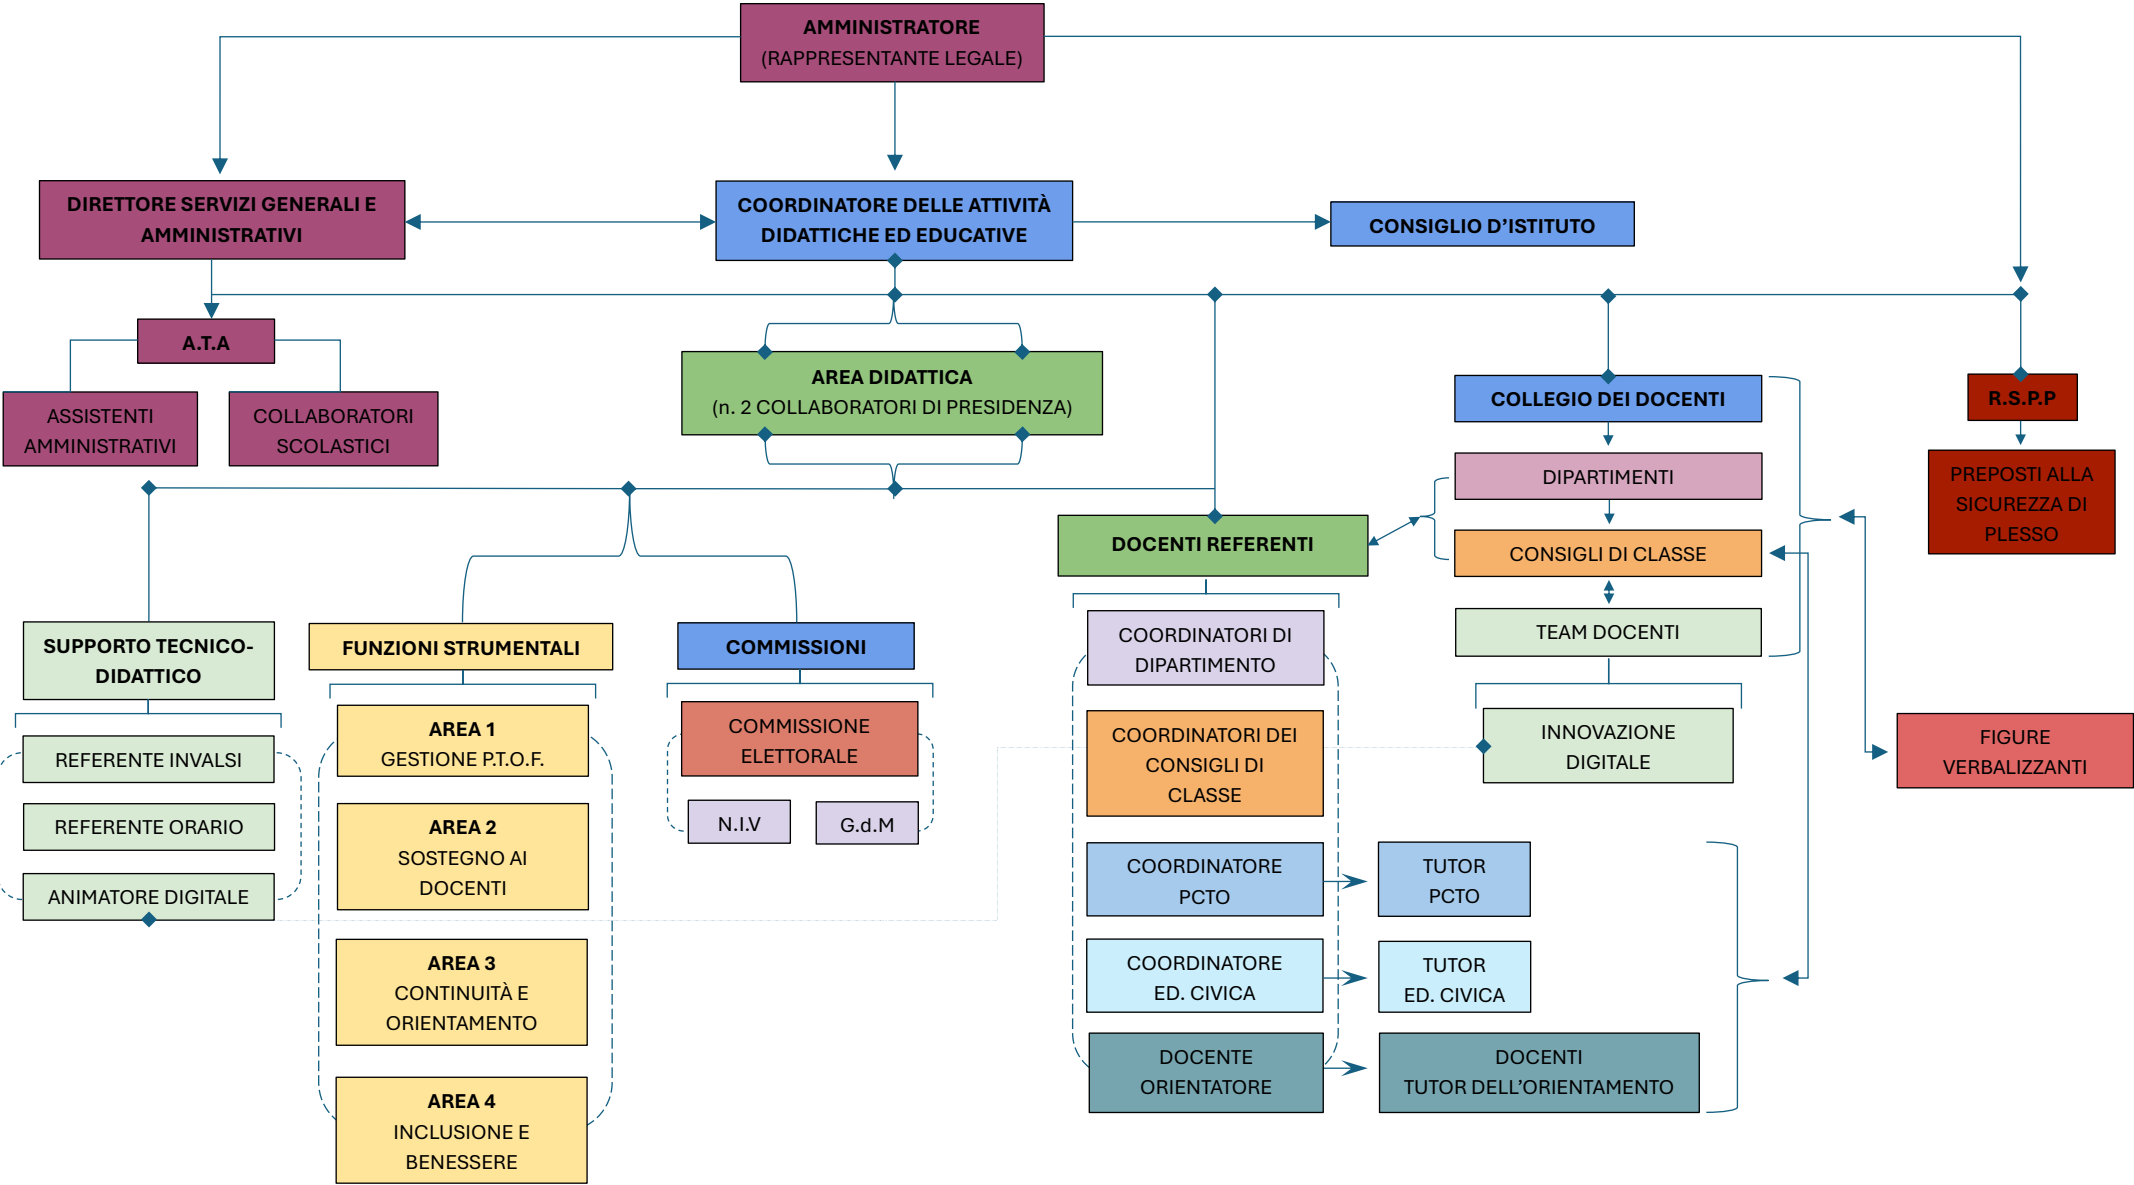 AMMINISTRATORE
(RAPPRESENTANTE LEGALE)
DIRETTORE SERVIZI GENERALI E
AMMINISTRATIVI
COORDINATORE DELLE ATTIVITÀ
DIDATTICHE ED EDUCATIVE
CONSIGLIO D’ISTITUTO
A.T.A
ASSISTENTI
AMMINISTRATIVI
COLLABORATORI
SCOLASTICI
AREA DIDATTICA
(n. 2 COLLABORATORI DI PRESIDENZA)
COLLEGIO DEI DOCENTI
DIPARTIMENTI
CONSIGLI DI CLASSE
TEAM DOCENTI
INNOVAZIONE
DIGITALE
R.S.P.P
PREPOSTI ALLA
SICUREZZA DI
PLESSO
FIGURE
VERBALIZZANTI
SUPPORTO TECNICO-
DIDATTICO
REFERENTE INVALSI
REFERENTE ORARIO
ANIMATORE DIGITALE
FUNZIONI STRUMENTALI
AREA 1
GESTIONE P.T.O.F.
AREA 2
SOSTEGNO AI
DOCENTI
AREA 3
CONTINUITÀ E
ORIENTAMENTO
AREA 4
INCLUSIONE E
BENESSERE
COMMISSIONI
COMMISSIONE
ELETTORALE
N.I.V
G.d.M
DOCENTI REFERENTI
COORDINATORI DI
DIPARTIMENTO
COORDINATORI DEI
CONSIGLI DI
CLASSE
COORDINATORE
PCTO
TUTOR
PCTO
COORDINATORE
ED. CIVICA
TUTOR
ED. CIVICA
DOCENTE
ORIENTATORE
DOCENTI
TUTOR DELL’ORIENTAMENTO